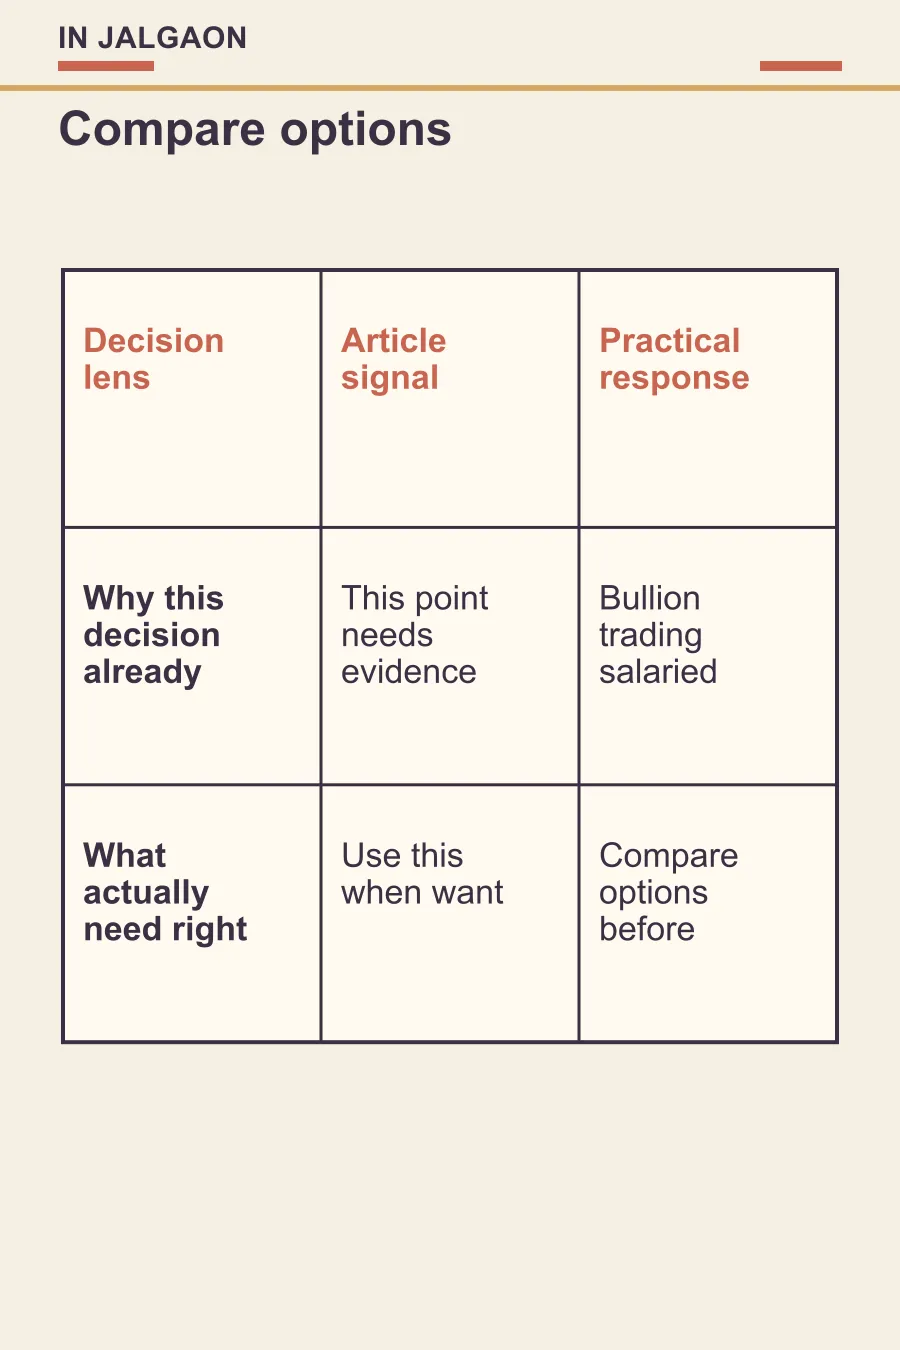 IN JALGAON
Compare options
Decision
lens
Article
signal
Practical
response
Why this
decision
already
This point
needs
evidence
Bullion
trading
salaried
What
actually
need right
Use this
when want
Compare
options
before